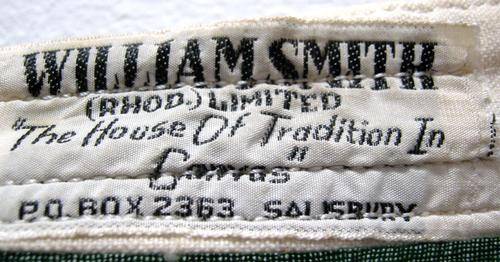 WILLIAM SMITH
(RHOD.) LIMITED
"The House Of Tradition In
Canvas"
P.O. BOX 2363 SALISBURY